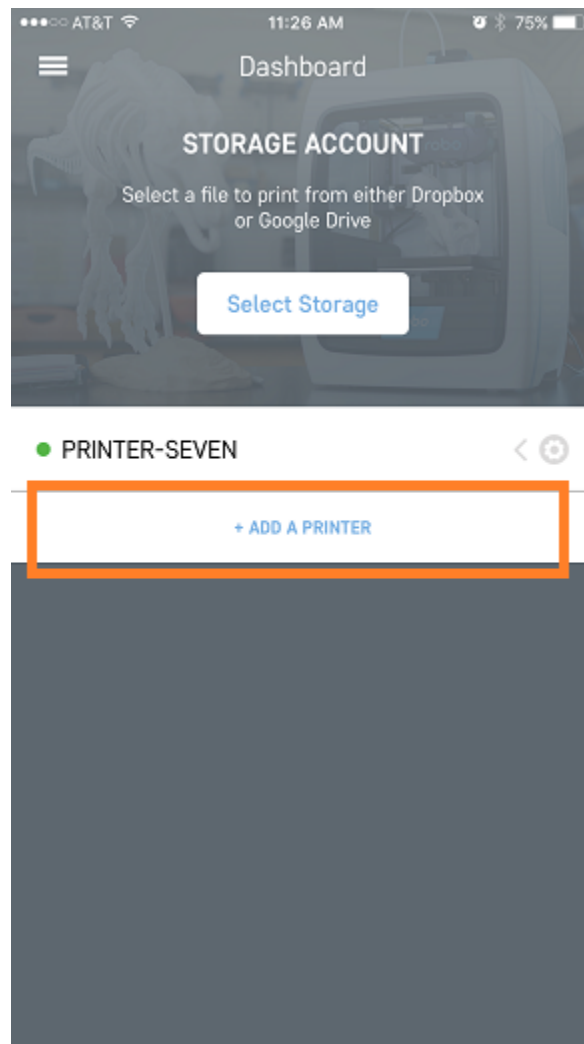 AT&T 11:26 AM 75%
Dashboard
STORAGE ACCOUNT
robo
Select a file to print from either Dropbox
or Google Drive
Select Storage
PRINTER-SEVEN
+ ADD A PRINTER